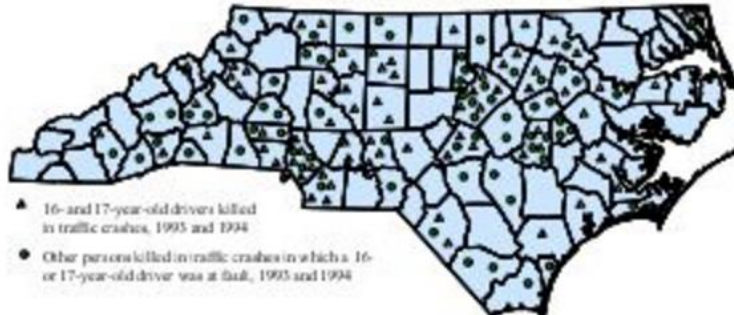 16- and 17-year-old drivers killed
in traffic crashes, 1993 and 1994
Other persons killed in traffic crashes in which a 16-
or 17-year-old driver was at fault, 1993 and 1994